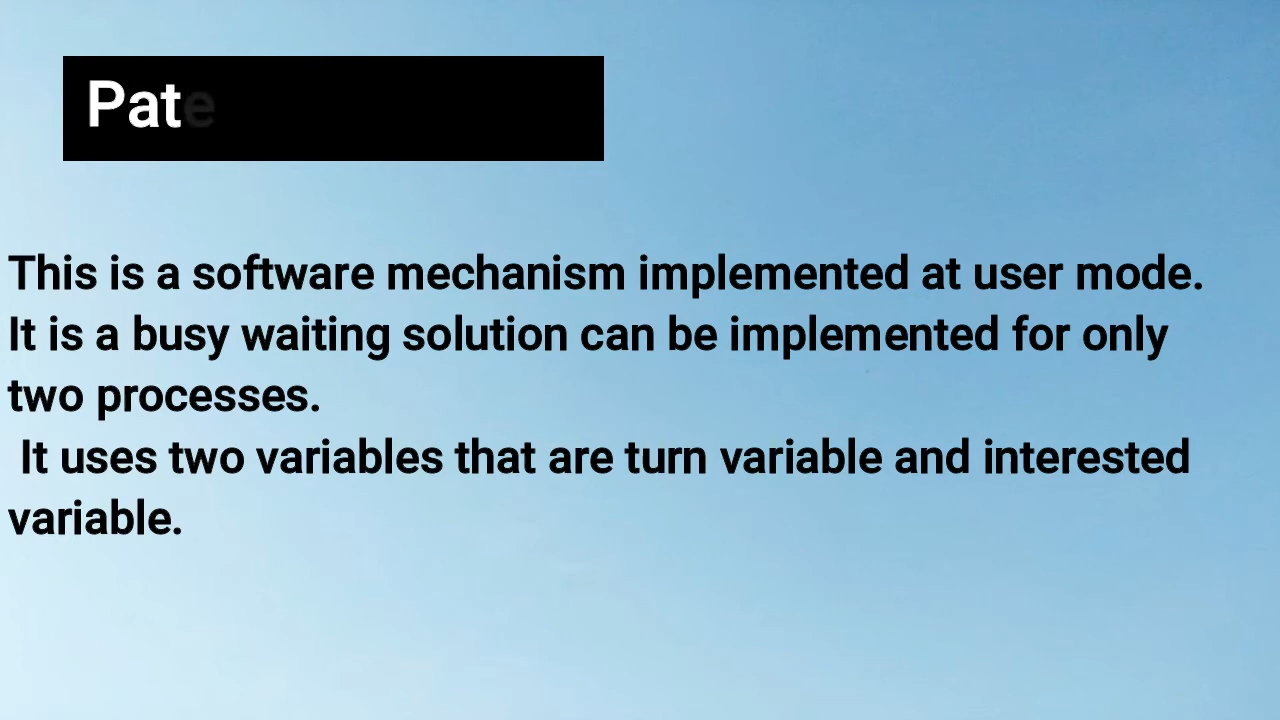 Pate
This is a software mechanism implemented at user mode.
It is a busy waiting solution can be implemented for only
two processes.
It uses two variables that are turn variable and interested
variable.